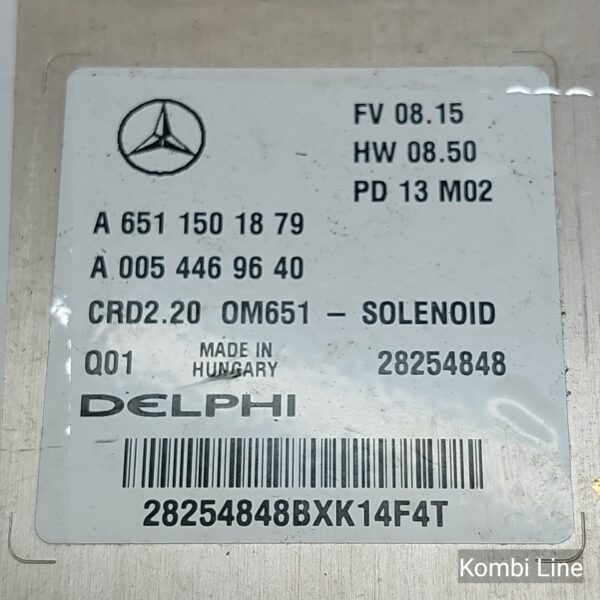 FV 08.15
HW 08.50
PD 13 M02
A 651 150 18 79
A 005 446 96 40
CRD2.20 OM651 – SOLENOID
Q01 MADE IN HUNGARY 28254848
DELPHI
28254848BXK14F4T
Kombi Line